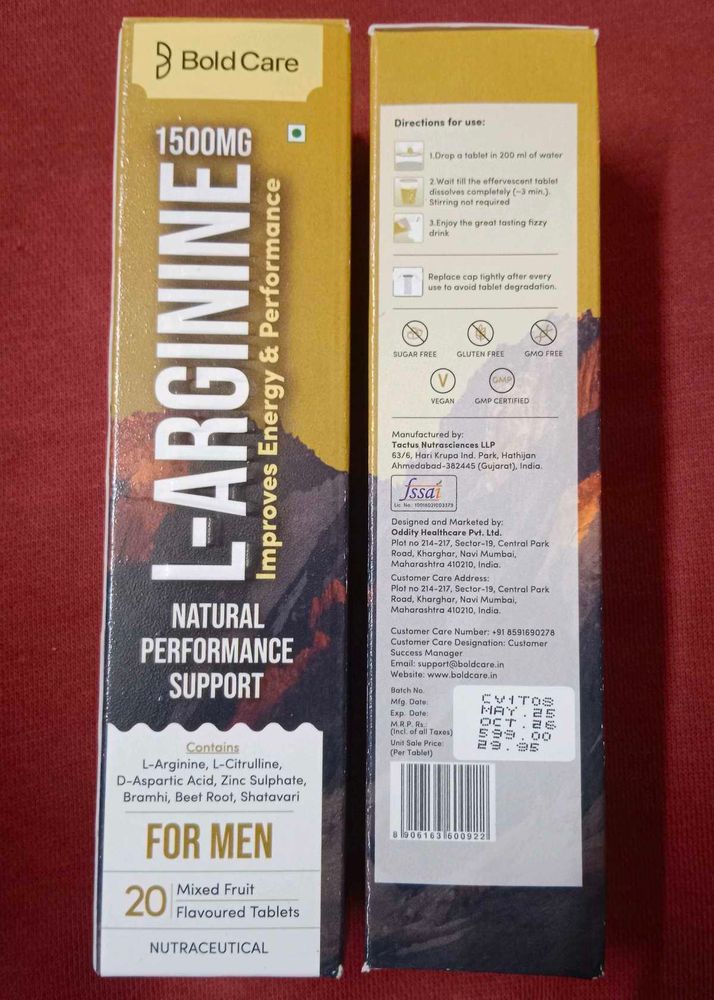 Bold Care
1500MG
L-ARGININE
Improves Energy & Performance
NATURAL
PERFORMANCE
SUPPORT
Contains
L-Arginine, L-Citrulline,
D-Aspartic Acid, Zinc Sulphate,
Bramhi, Beet Root, Shatavari
FOR MEN
20
Mixed Fruit
Flavoured Tablets
NUTRACEUTICAL
Directions for use:
1.Drop a tablet in 200 ml of water
2.Wait till the effervescent tablet
dissolves completely (~3 min.).
Stirring not required
3.Enjoy the great tasting fizzy
drink
Replace cap tightly after every
use to avoid tablet degradation.
SUGAR FREE
GLUTEN FREE
GMO FREE
V
VEGAN
GMP
GMP CERTIFIED
Manufactured by:
Tactus Nutrasciences LLP
63/6, Hari Krupa Ind. Park, Hathijan
Ahmedabad-382445 (Gujarat), India.
fssai
Lic. No.:
Designed and Marketed by:
Oddity Healthcare Pvt. Ltd.
Plot no 214-217, Sector-19, Central Park
Road, Kharghar, Navi Mumbai,
Maharashtra 410210, India.
Customer Care Address:
Plot no 214-217, Sector-19, Central Park
Road, Kharghar, Navi Mumbai,
Maharashtra 410210, India.
Customer Care Number: +91 8591690278
Customer Care Designation: Customer
Success Manager
Email: support@boldcare.in
Website: www.boldcare.in
Batch No. CVITOS
Mfg. Date: MAY.25
Exp. Date: OCT.26
M.R.P. Rs.: 599.00
(Incl. of all Taxes)
Unit Sale Price: 29.95
(Per Tablet)
8 906163 600922